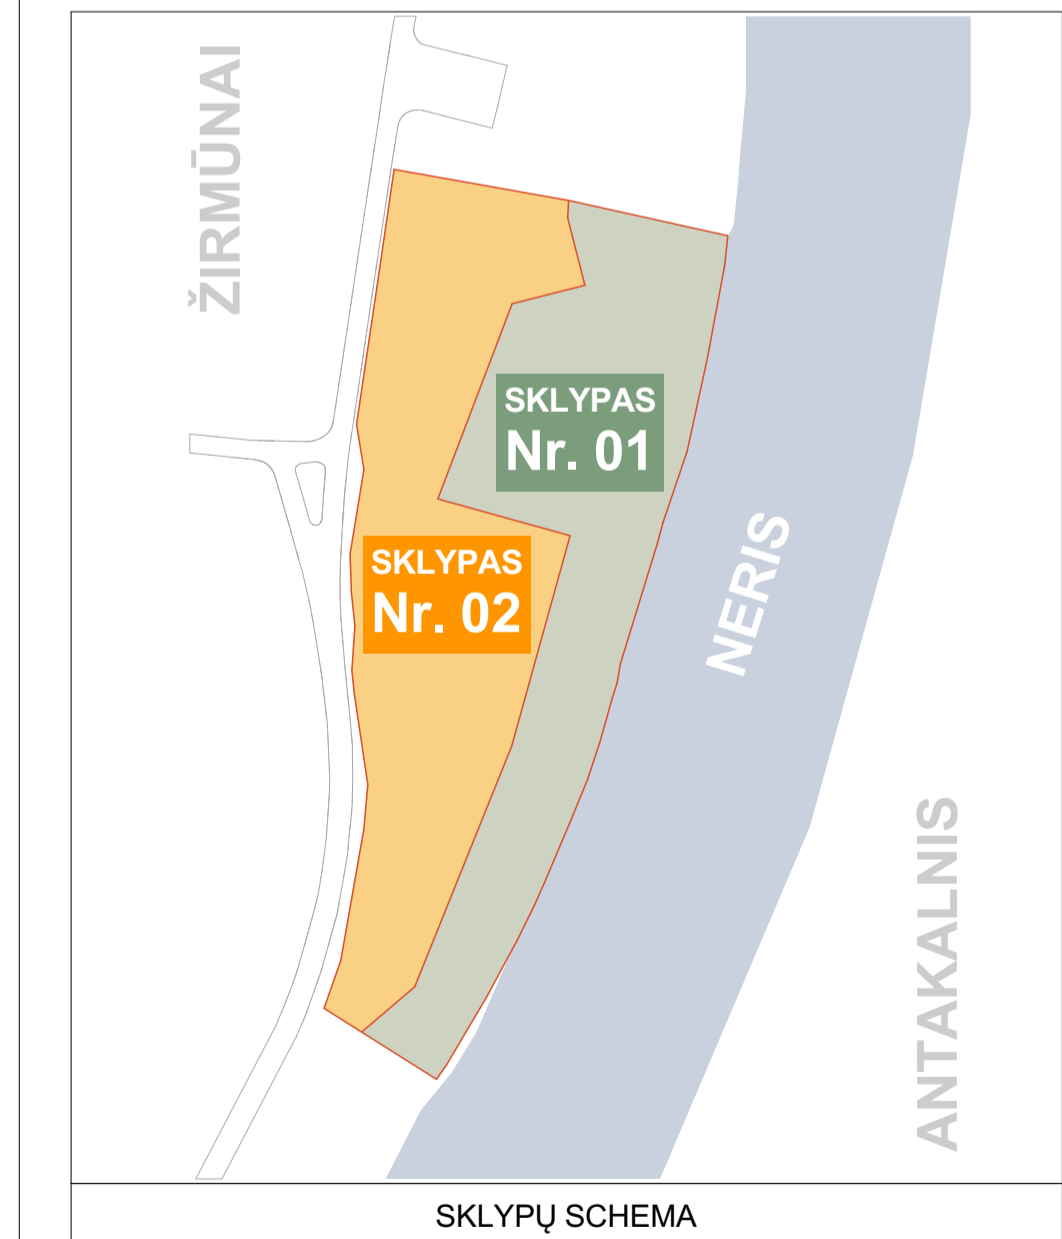 ŽIRMŪNAI
SKLYPAS
Nr. 01
SKLYPAS
Nr. 02
NERIS
ANTAKALNIS
SKLYPŲ SCHEMA